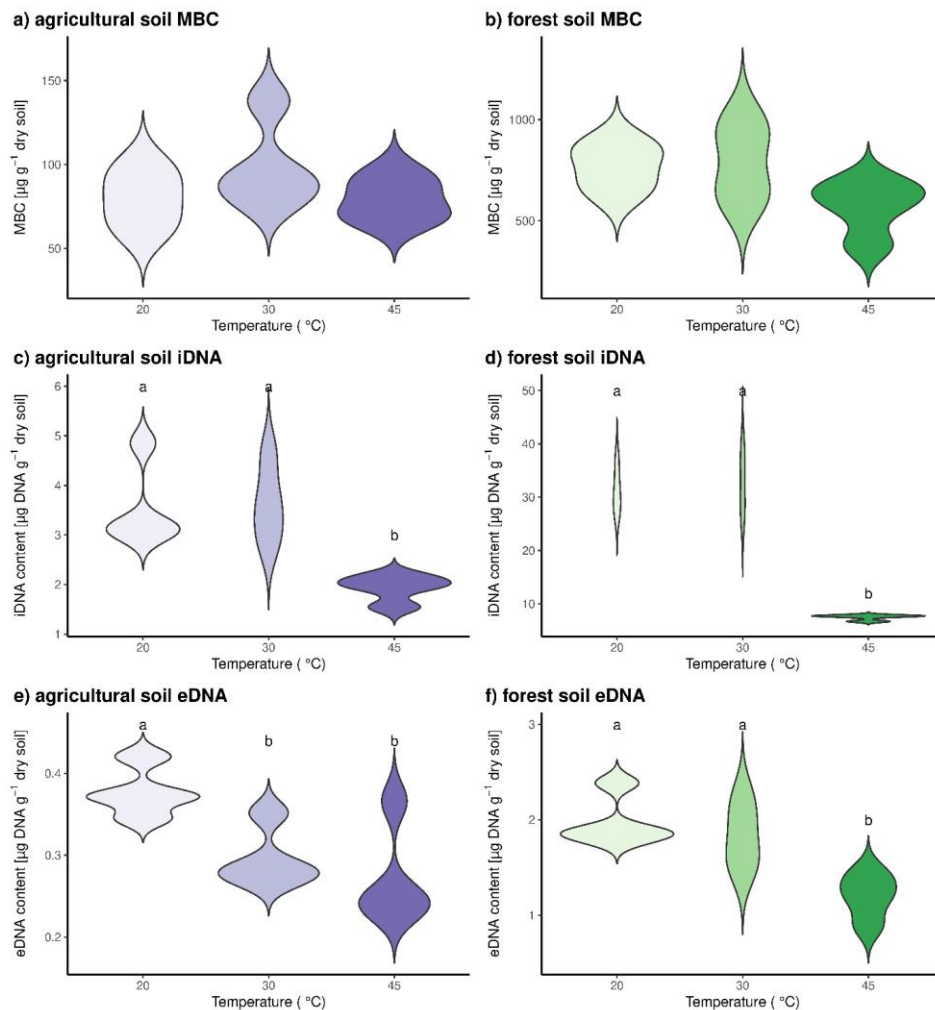 a) agricultural soil MBC
MBC [µg g⁻¹ dry soil]
150
100
50
20
30
45
Temperature ( °C)
b) forest soil MBC
MBC [µg g⁻¹ dry soil]
1000
500
20
30
45
Temperature ( °C)
c) agricultural soil iDNA
iDNA content [µg DNA g⁻¹ dry soil]
6
5
4
3
2
1
a
a
b
20
30
45
Temperature ( °C)
d) forest soil iDNA
iDNA content [µg DNA g⁻¹ dry soil]
50
40
30
20
10
a
a
b
20
30
45
Temperature ( °C)
e) agricultural soil eDNA
eDNA content [µg DNA g⁻¹ dry soil]
0.4
0.3
0.2
a
b
b
20
30
45
Temperature ( °C)
f) forest soil eDNA
eDNA content [µg DNA g⁻¹ dry soil]
3
2
1
a
a
b
20
30
45
Temperature ( °C)